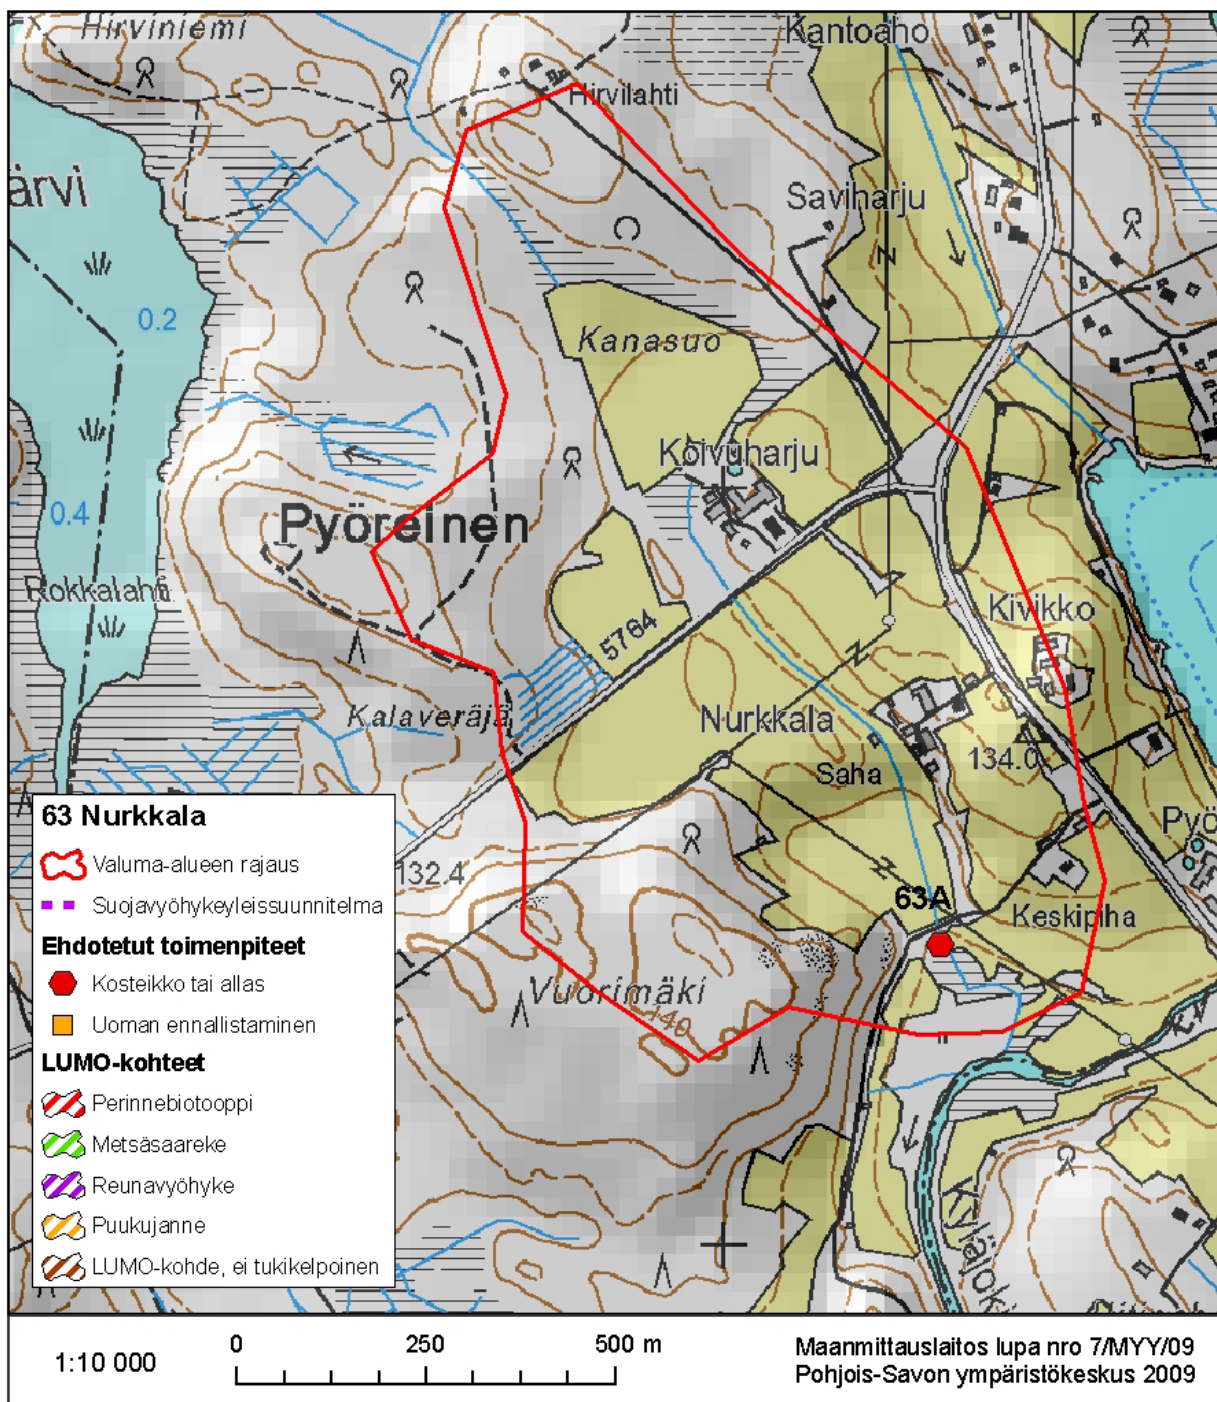 Hirviniemi
Kantoaho
Hirvilahti
ärvi
Saviharju
N
0.2
Kanasuo
Koivuharju
0.4
Pyöreinen
Rokkalahti
Kivikko
5764
N
Kalaveräjä
Nurkkala
134.0
Saha
63 Nurkkala
Valuma-alueen rajaus
Suojavyöhykeyleissuunnitelma
Ehdotetut toimenpiteet
Kosteikko tai allas
Uoman ennallistaminen
LUMO-kohteet
Perinnebiotooppi
Metsäsaareke
Reunavyöhyke
Puukujanne
LUMO-kohde, ei tukikelpoinen
Pyö
132.4
N
63A
Keskipiha
Vuorimäki
140
Kyläjoki
1:10 000
0 250 500 m
Maanmittauslaitos lupa nro 7/MYY/09
Pohjois-Savon ympäristökeskus 2009